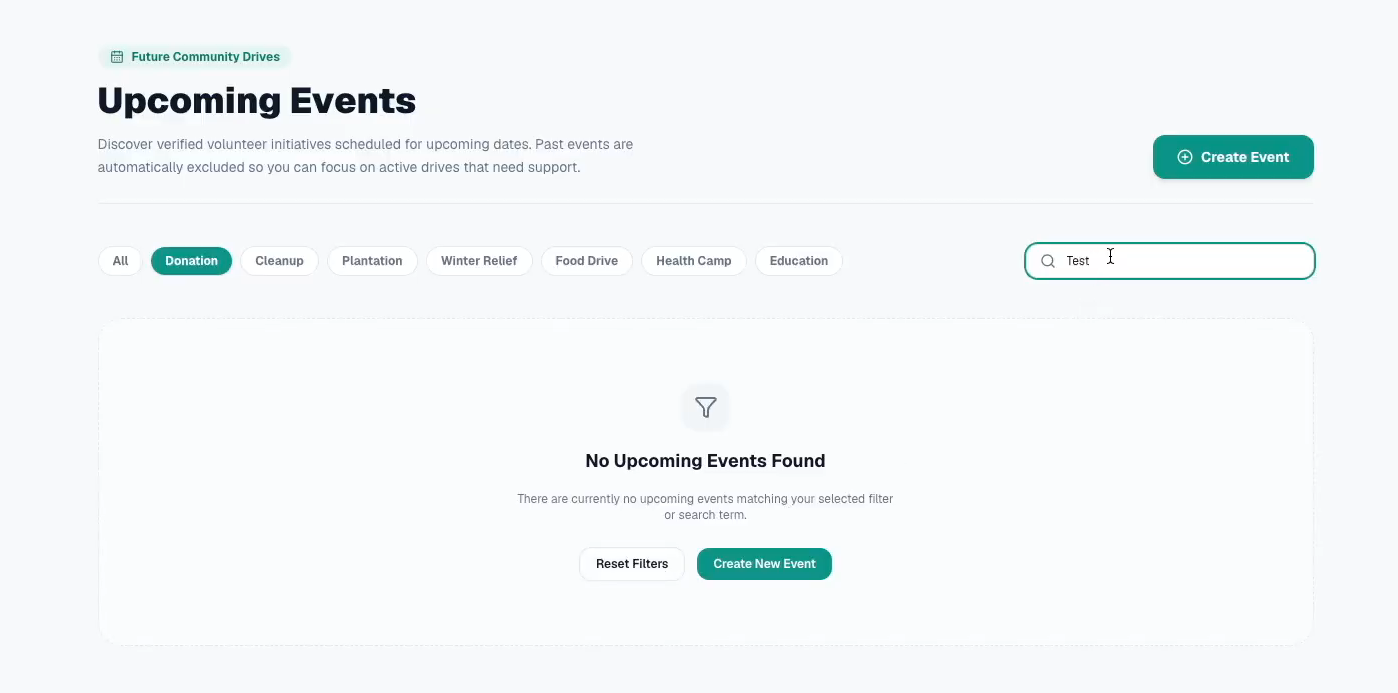 Future Community Drives
Upcoming Events
Discover verified volunteer initiatives scheduled for upcoming dates. Past events are
automatically excluded so you can focus on active drives that need support.
Create Event
All
Donation
Cleanup
Plantation
Winter Relief
Food Drive
Health Camp
Education
Test
No Upcoming Events Found
There are currently no upcoming events matching your selected filter
or search term.
Reset Filters
Create New Event